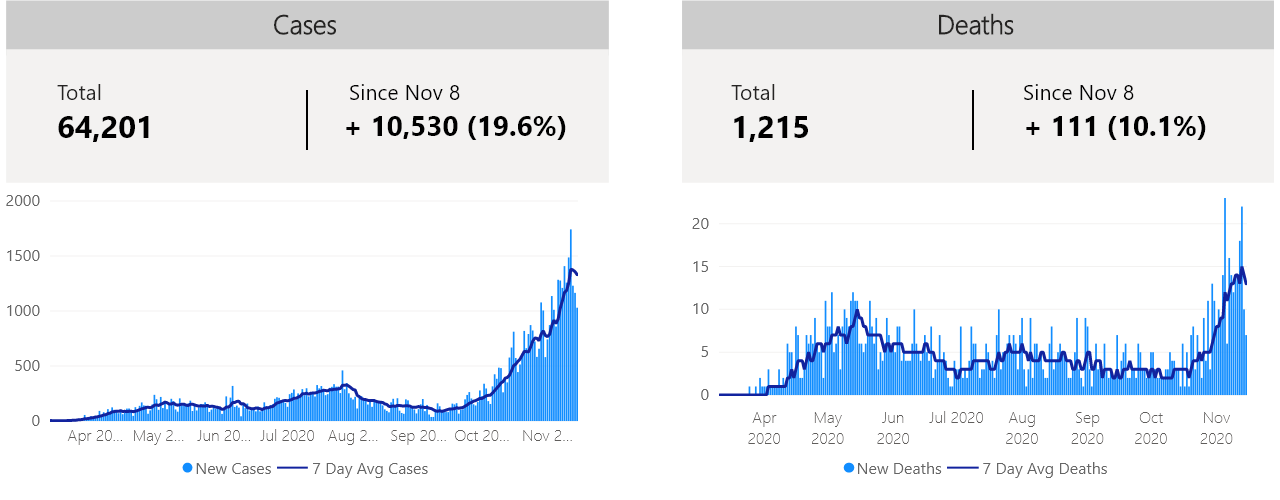 Cases
Total
64,201
Since Nov 8
+ 10,530 (19.6%)
2000
1500
1000
500
0
Apr 20... May 2... Jun 20... Jul 2020 Aug 2... Sep 20... Oct 20... Nov 2...
New Cases 7 Day Avg Cases
Deaths
Total
1,215
Since Nov 8
+ 111 (10.1%)
20
15
10
5
0
Apr May Jun Jul 2020 Aug Sep Oct Nov
2020 2020 2020 2020 2020 2020 2020
New Deaths 7 Day Avg Deaths